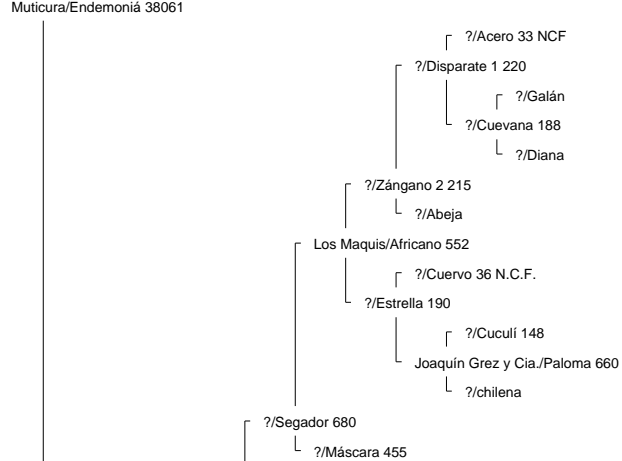 Muticura/Endemoniá 38061
?/Acero 33 NCF
?/Disparate 1 220
?/Galán
?/Cuevana 188
?/Diana
?/Zángano 2 215
?/Abeja
Los Maquis/Africano 552
?/Cuervo 36 N.C.F.
?/Estrella 190
?/Cuculí 148
Joaquín Grez y Cia./Paloma 660
?/chilena
?/Segador 680
?/Máscara 455